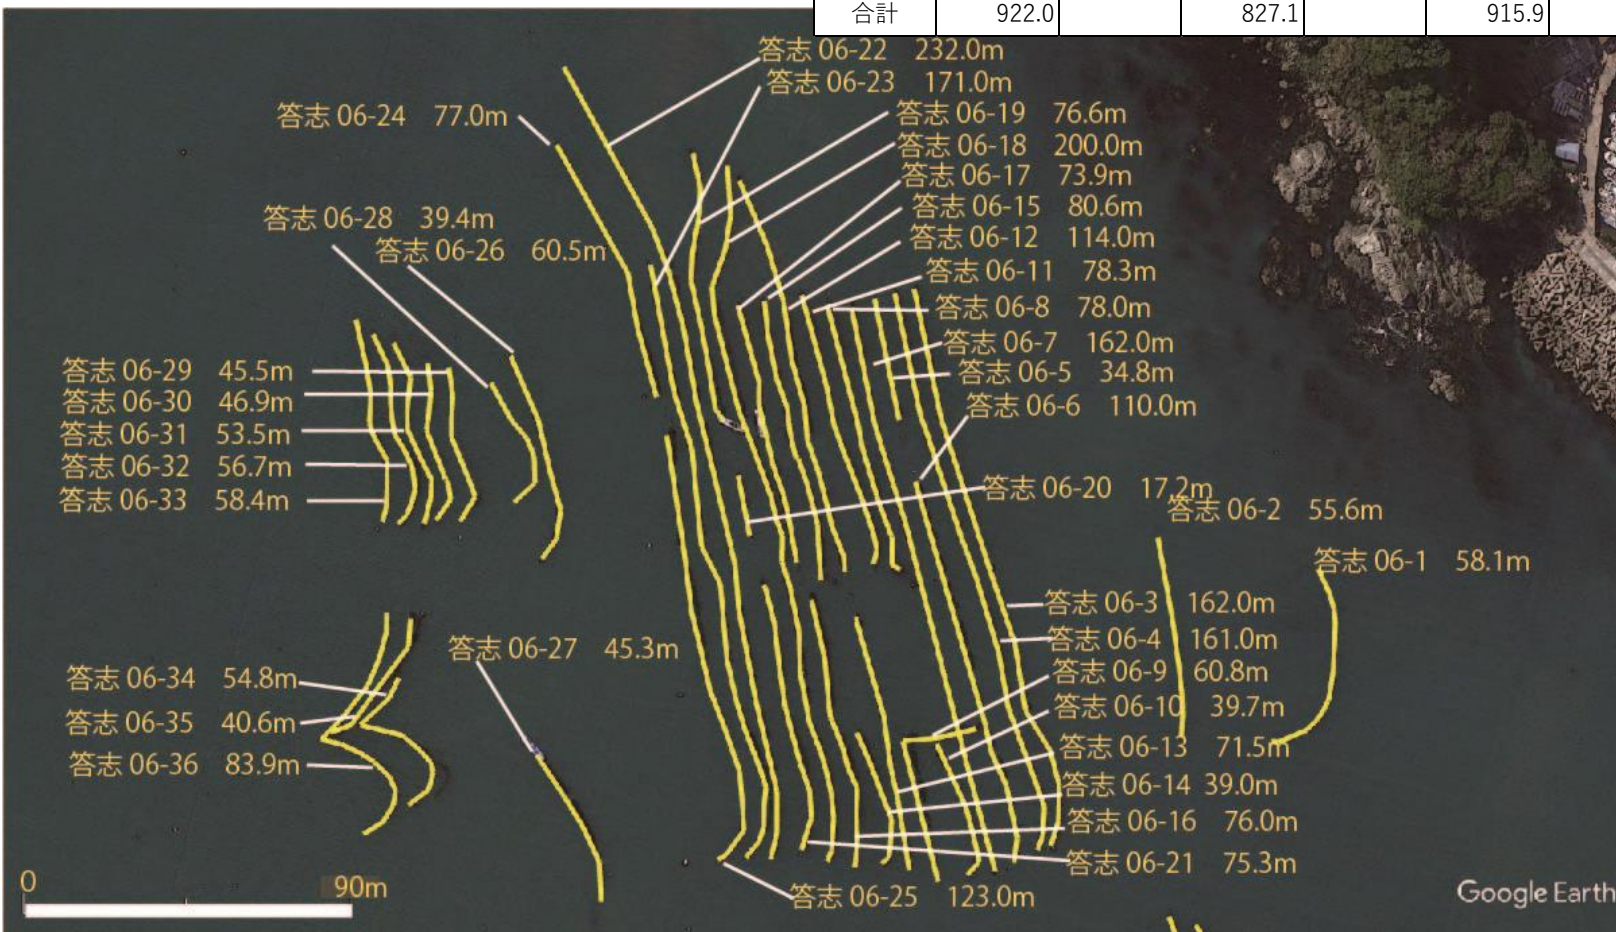 合計 922.0 827.1 915.9
答志 06-22 232.0m
答志 06-23 171.0m
答志 06-24 77.0m
答志 06-19 76.6m
答志 06-18 200.0m
答志 06-17 73.9m
答志 06-15 80.6m
答志 06-28 39.4m
答志 06-12 114.0m
答志 06-26 60.5m
答志 06-11 78.3m
答志 06-8 78.0m
答志 06-7 162.0m
答志 06-29 45.5m
答志 06-5 34.8m
答志 06-30 46.9m
答志 06-6 110.0m
答志 06-31 53.5m
答志 06-32 56.7m
答志 06-20 17.2m
答志 06-33 58.4m
答志 06-2 55.6m
答志 06-1 58.1m
答志 06-3 162.0m
答志 06-4 161.0m
答志 06-27 45.3m
答志 06-9 60.8m
答志 06-34 54.8m
答志 06-10 39.7m
答志 06-35 40.6m
答志 06-13 71.5m
答志 06-36 83.9m
答志 06-14 39.0m
答志 06-16 76.0m
答志 06-21 75.3m
0 90m
答志 06-25 123.0m
Google Earth